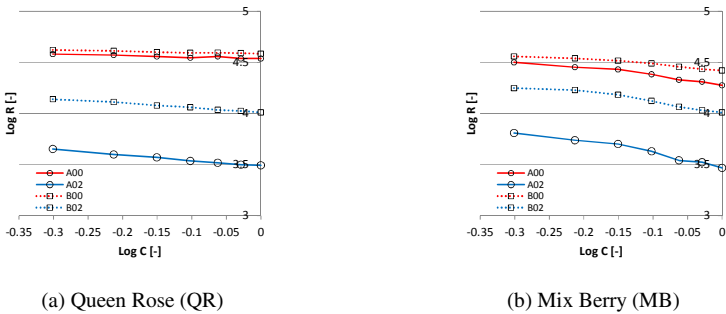 5
4.5
4
3.5
3
Log R [-]
A00
A02
B00
B02
-0.35 -0.3 -0.25 -0.2 -0.15 -0.1 -0.05 0
Log C [-]
(a) Queen Rose (QR)
5
4.5
4
3.5
3
Log R [-]
A00
A02
B00
B02
-0.35 -0.3 -0.25 -0.2 -0.15 -0.1 -0.05 0
Log C [-]
(b) Mix Berry (MB)